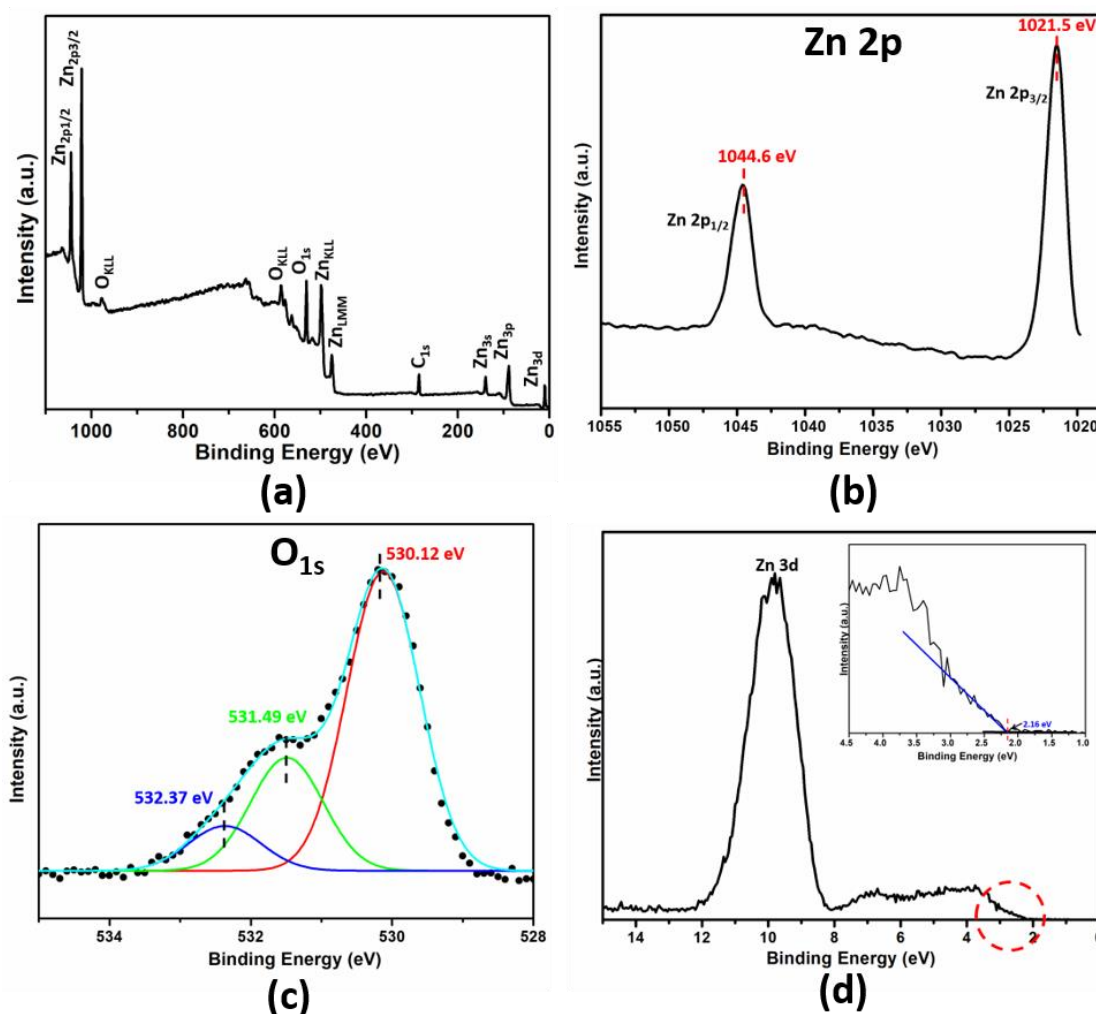 Intensity (a.u.)
Zn2p1/2
Zn2p3/2
OKLL
OKLL
O1s
ZnKLL
ZnLMM
C1s
Zn3s
Zn3p
Zn3d
1000 800 600 400 200 0
Binding Energy (eV)
(a)
Zn 2p
1021.5 eV
Zn 2p3/2
1044.6 eV
Zn 2p1/2
Intensity (a.u.)
1055 1050 1045 1040 1035 1030 1025 1020
Binding Energy (eV)
(b)
O1s
530.12 eV
531.49 eV
532.37 eV
Intensity (a.u.)
534 532 530 528
Binding Energy (eV)
(c)
Zn 3d
Intensity (a.u.)
2.16 eV
4.5 4.0 3.5 3.0 2.5 2.0 1.5 1.0
Binding Energy (eV)
Intensity (a.u.)
14 12 10 8 6 4 2 0
Binding Energy (eV)
(d)